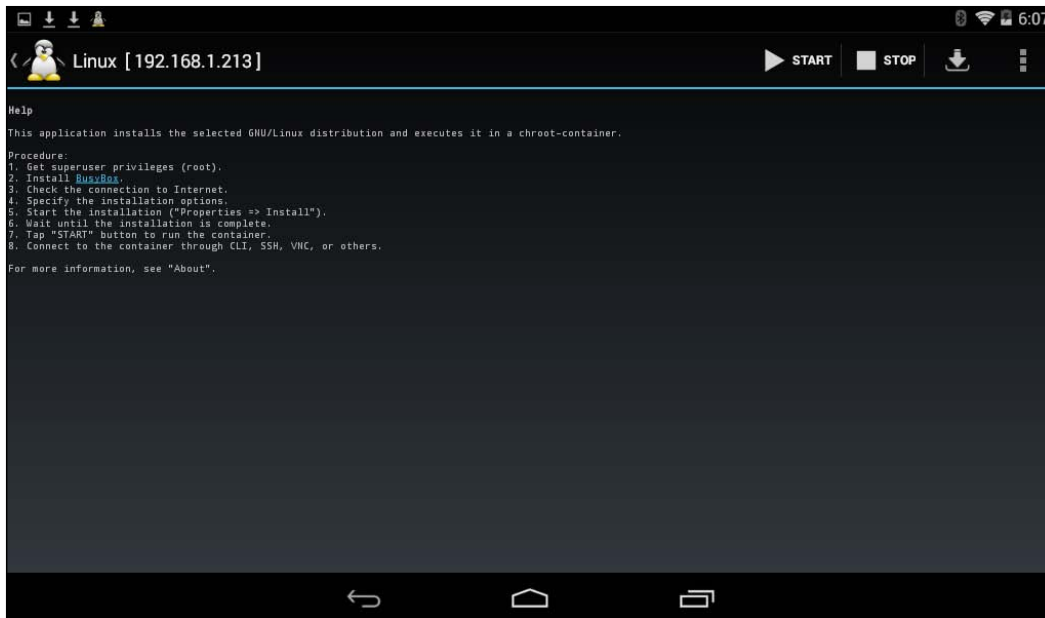 6:07
Linux [192.168.1.213]
START
STOP
Help
This application installs the selected GNU/Linux distribution and executes it in a chroot-container.
Procedure:
1. Get superuser privileges (root).
2. Install BusyBox.
3. Check the connection to Internet.
4. Specify the installation options.
5. Start the installation ("Properties => Install").
6. Wait until the installation is complete.
7. Tap "START" button to run the container.
8. Connect to the container through CLI, SSH, VNC, or others.
For more information, see "About".